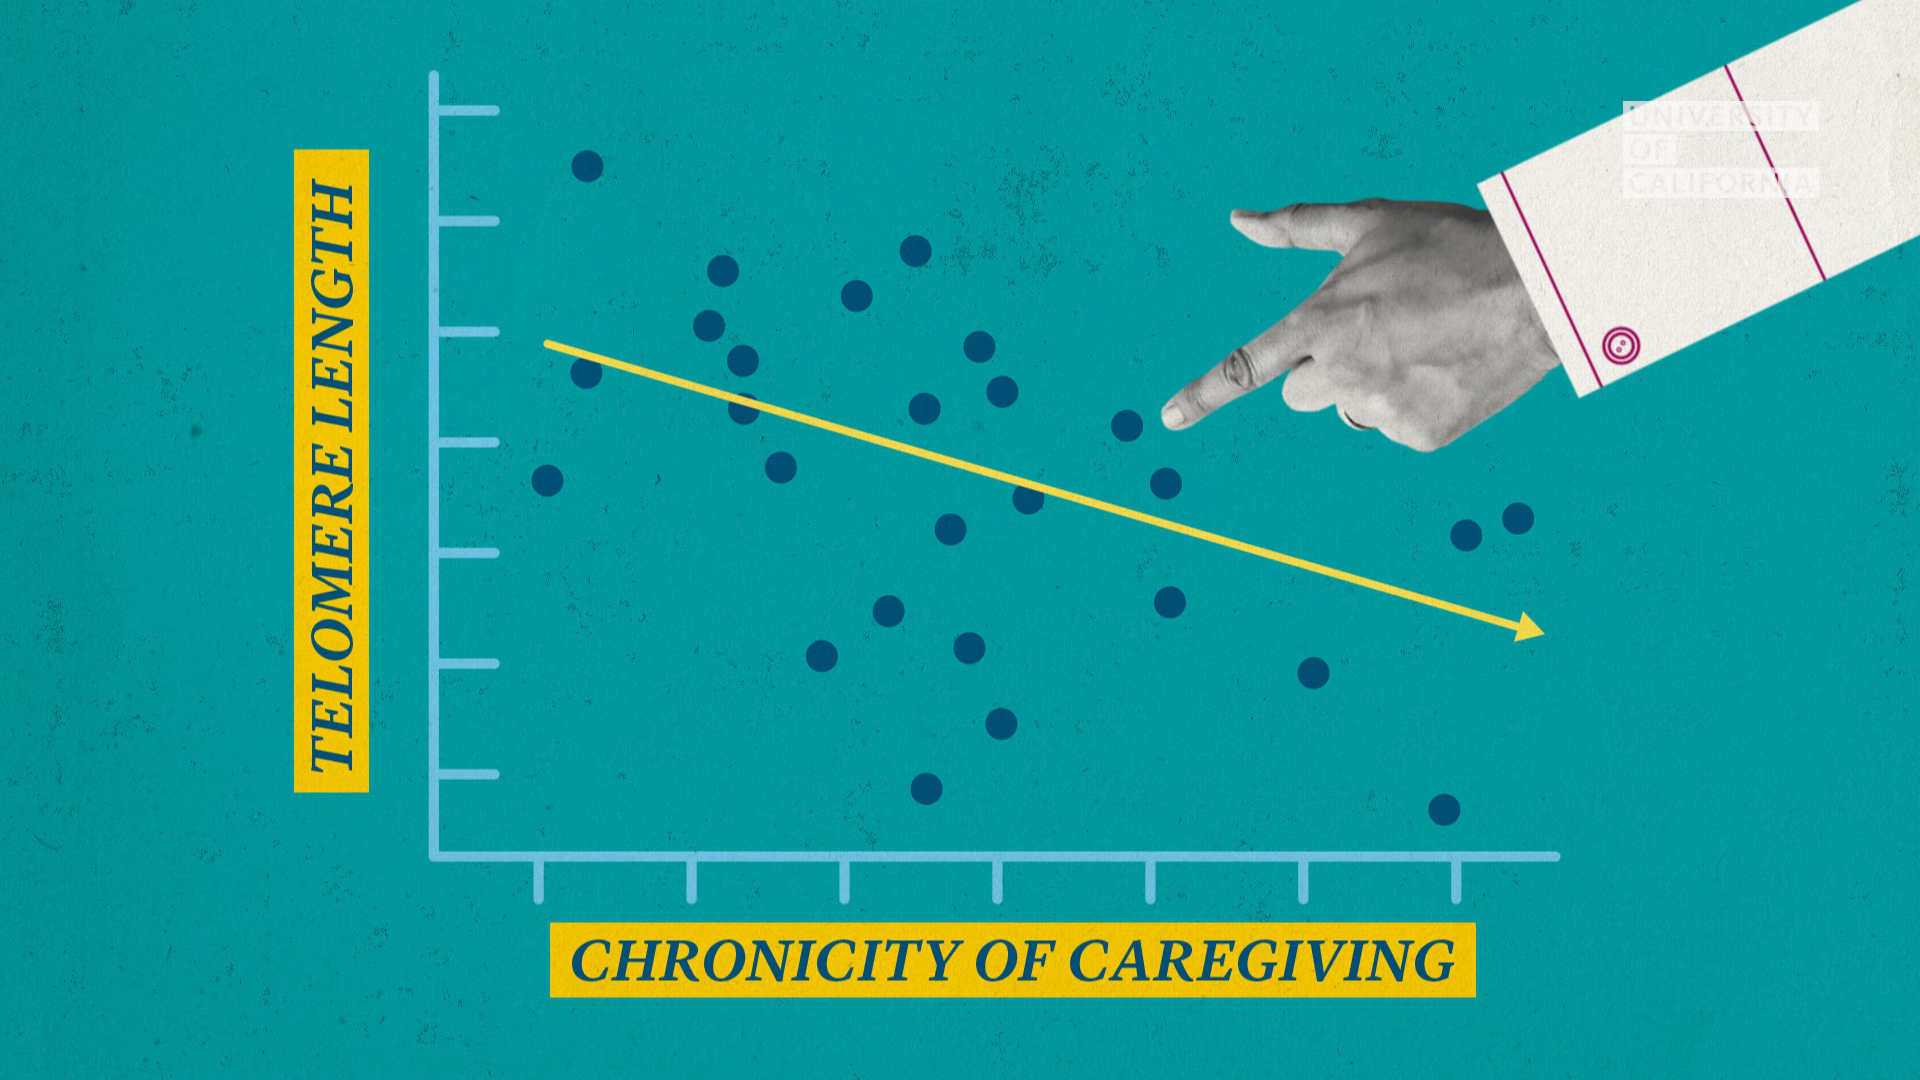 UNIVERSITY
OF
CALIFORNIA
TELOMERE LENGTH
CHRONICITY OF CAREGIVING